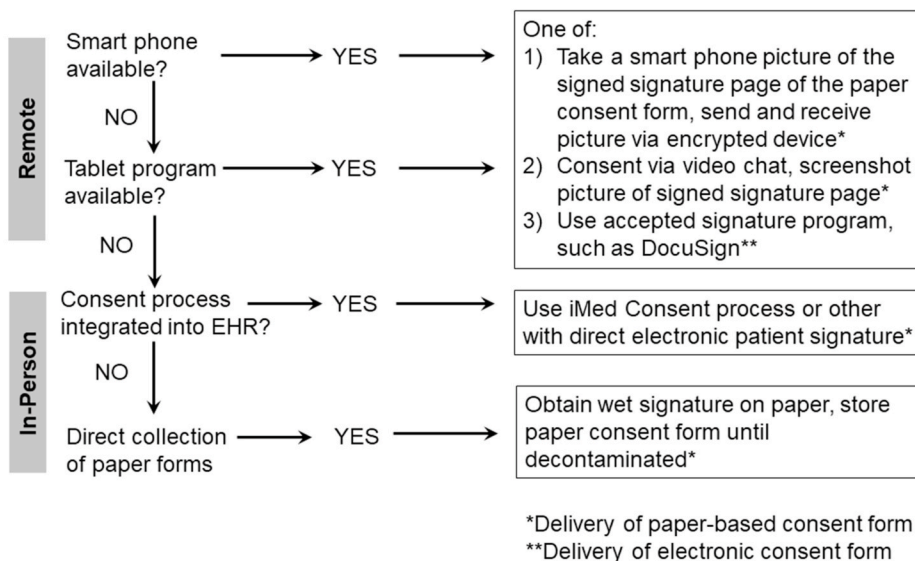 Remote
Smart phone
available?
YES
One of:
1) Take a smart phone picture of the
signed signature page of the paper
consent form, send and receive
picture via encrypted device*
2) Consent via video chat, screenshot
picture of signed signature page*
3) Use accepted signature program,
such as DocuSign**
NO
Tablet program
available?
YES
NO
In-Person
Consent process
integrated into EHR?
YES
Use iMed Consent process or other
with direct electronic patient signature*
NO
Direct collection
of paper forms
YES
Obtain wet signature on paper, store
paper consent form until
decontaminated*
*Delivery of paper-based consent form
**Delivery of electronic consent form